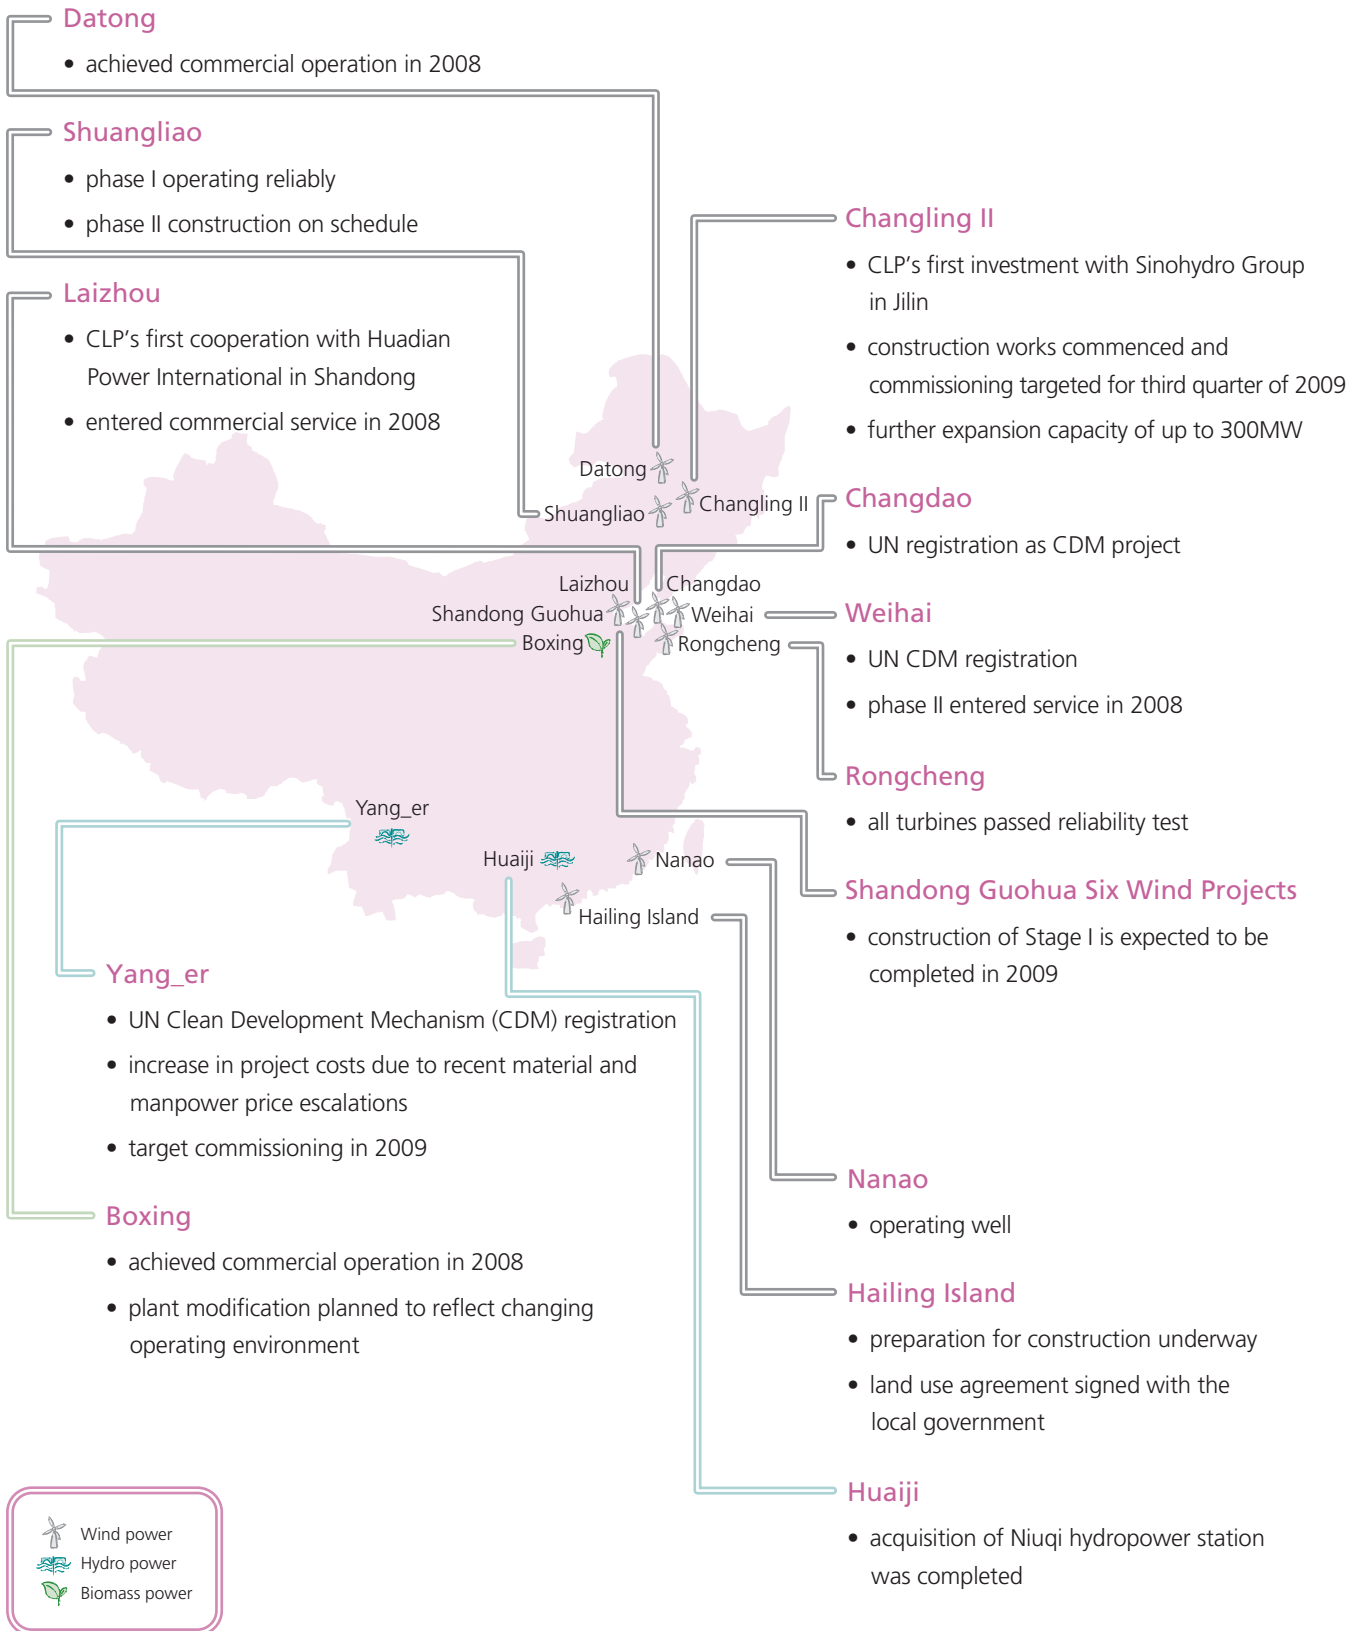 Datong
• achieved commercial operation in 2008
Shuangliao
• phase I operating reliably
• phase II construction on schedule
Laizhou
• CLP's first cooperation with Huadian
Power International in Shandong
• entered commercial service in 2008
Changling II
• CLP's first investment with Sinohydro Group
in Jilin
• construction works commenced and
commissioning targeted for third quarter of 2009
• further expansion capacity of up to 300MW
Changdao
• UN registration as CDM project
Weihai
• UN CDM registration
• phase II entered service in 2008
Rongcheng
• all turbines passed reliability test
Shandong Guohua Six Wind Projects
• construction of Stage I is expected to be
completed in 2009
Datong
Changling II
Shuangliao
Laizhou
Changdao
Shandong Guohua
Weihai
Boxing
Rongcheng
Yang_er
Huaiji
Nanao
Hailing Island
Yang_er
• UN Clean Development Mechanism (CDM) registration
• increase in project costs due to recent material and
manpower price escalations
• target commissioning in 2009
Boxing
• achieved commercial operation in 2008
• plant modification planned to reflect changing
operating environment
Nanao
• operating well
Hailing Island
• preparation for construction underway
• land use agreement signed with the
local government
Huaiji
• acquisition of Niuqi hydropower station
was completed
Wind power
Hydro power
Biomass power